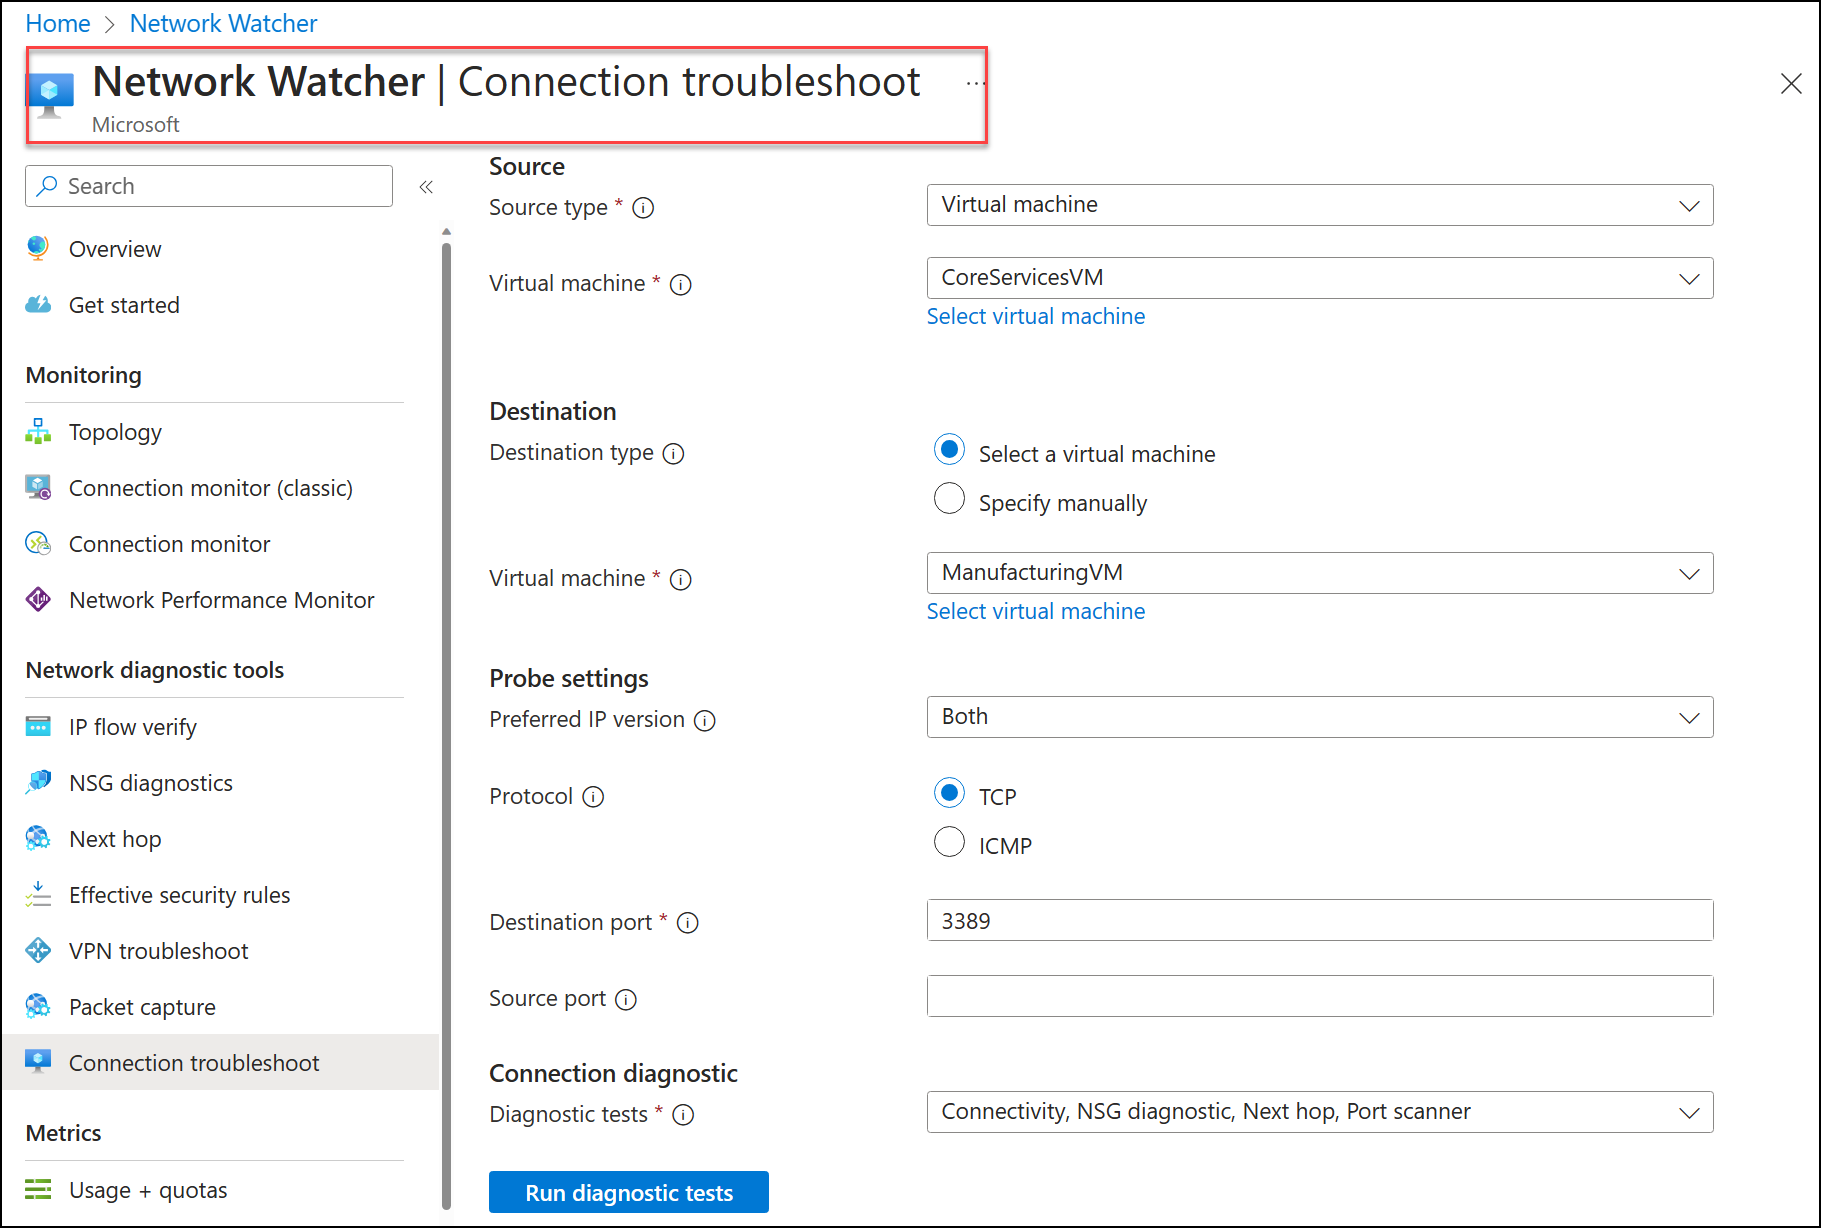 Home > Network Watcher
Network Watcher | Connection troubleshoot ...
Microsoft
Search
«
Overview
Get started
Monitoring
Topology
Connection monitor (classic)
Connection monitor
Network Performance Monitor
Network diagnostic tools
IP flow verify
NSG diagnostics
Next hop
Effective security rules
VPN troubleshoot
Packet capture
Connection troubleshoot
Metrics
Usage + quotas
Source
Source type *
Virtual machine
Virtual machine *
CoreServicesVM
Select virtual machine
Destination
Destination type
Select a virtual machine
Specify manually
Virtual machine *
ManufacturingVM
Select virtual machine
Probe settings
Preferred IP version
Both
Protocol
TCP
ICMP
Destination port *
3389
Source port
Connection diagnostic
Diagnostic tests *
Connectivity, NSG diagnostic, Next hop, Port scanner
Run diagnostic tests